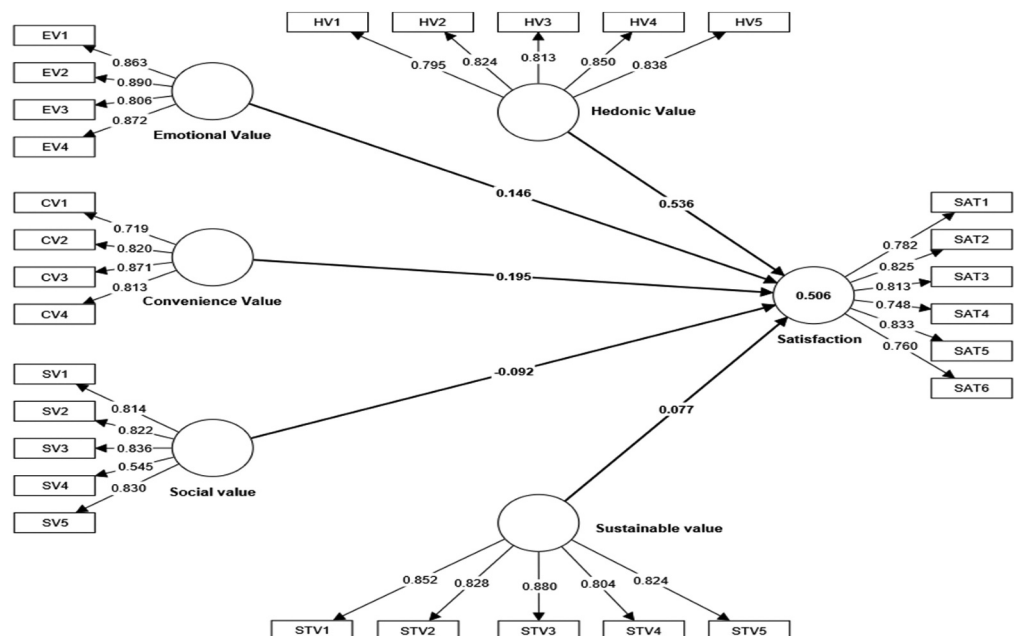 HV1 HV2 HV3 HV4 HV5
0.795 0.824 0.813 0.850 0.838
Hedonic Value
EV1
EV2
EV3
EV4
0.863
0.890
0.806
0.872
Emotional Value
0.146
0.536
CV1
CV2
CV3
CV4
0.719
0.820
0.871
0.813
Convenience Value
0.195
SAT1
SAT2
SAT3
SAT4
SAT5
SAT6
0.782
0.825
0.813
0.748
0.833
0.760
0.506
Satisfaction
SV1
SV2
SV3
SV4
SV5
0.814
0.822
0.836
0.545
0.830
Social value
-0.092
0.077
Sustainable value
0.852 0.828 0.880 0.804 0.824
STV1 STV2 STV3 STV4 STV5